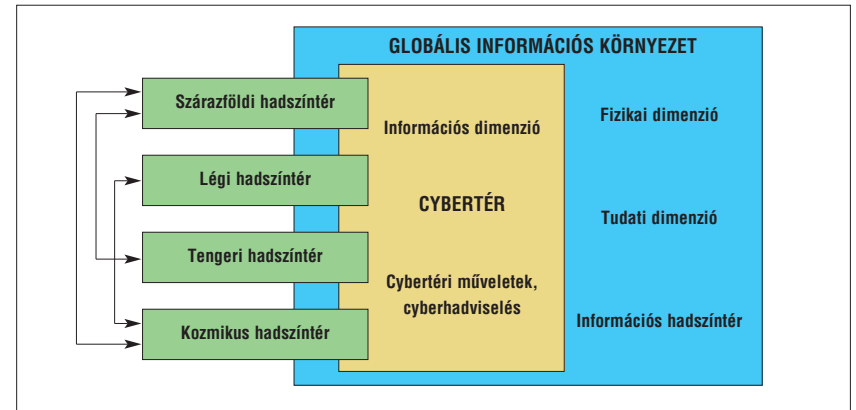 GLOBÁLIS INFORMÁCIÓS KÖRNYEZET
Szárazföldi hadszíntér
Légi hadszíntér
Tengeri hadszíntér
Kozmikus hadszíntér
Információs dimenzió
CYBERTÉR
Cybertéri műveletek,
cyberhadviselés
Fizikai dimenzió
Tudati dimenzió
Információs hadszíntér